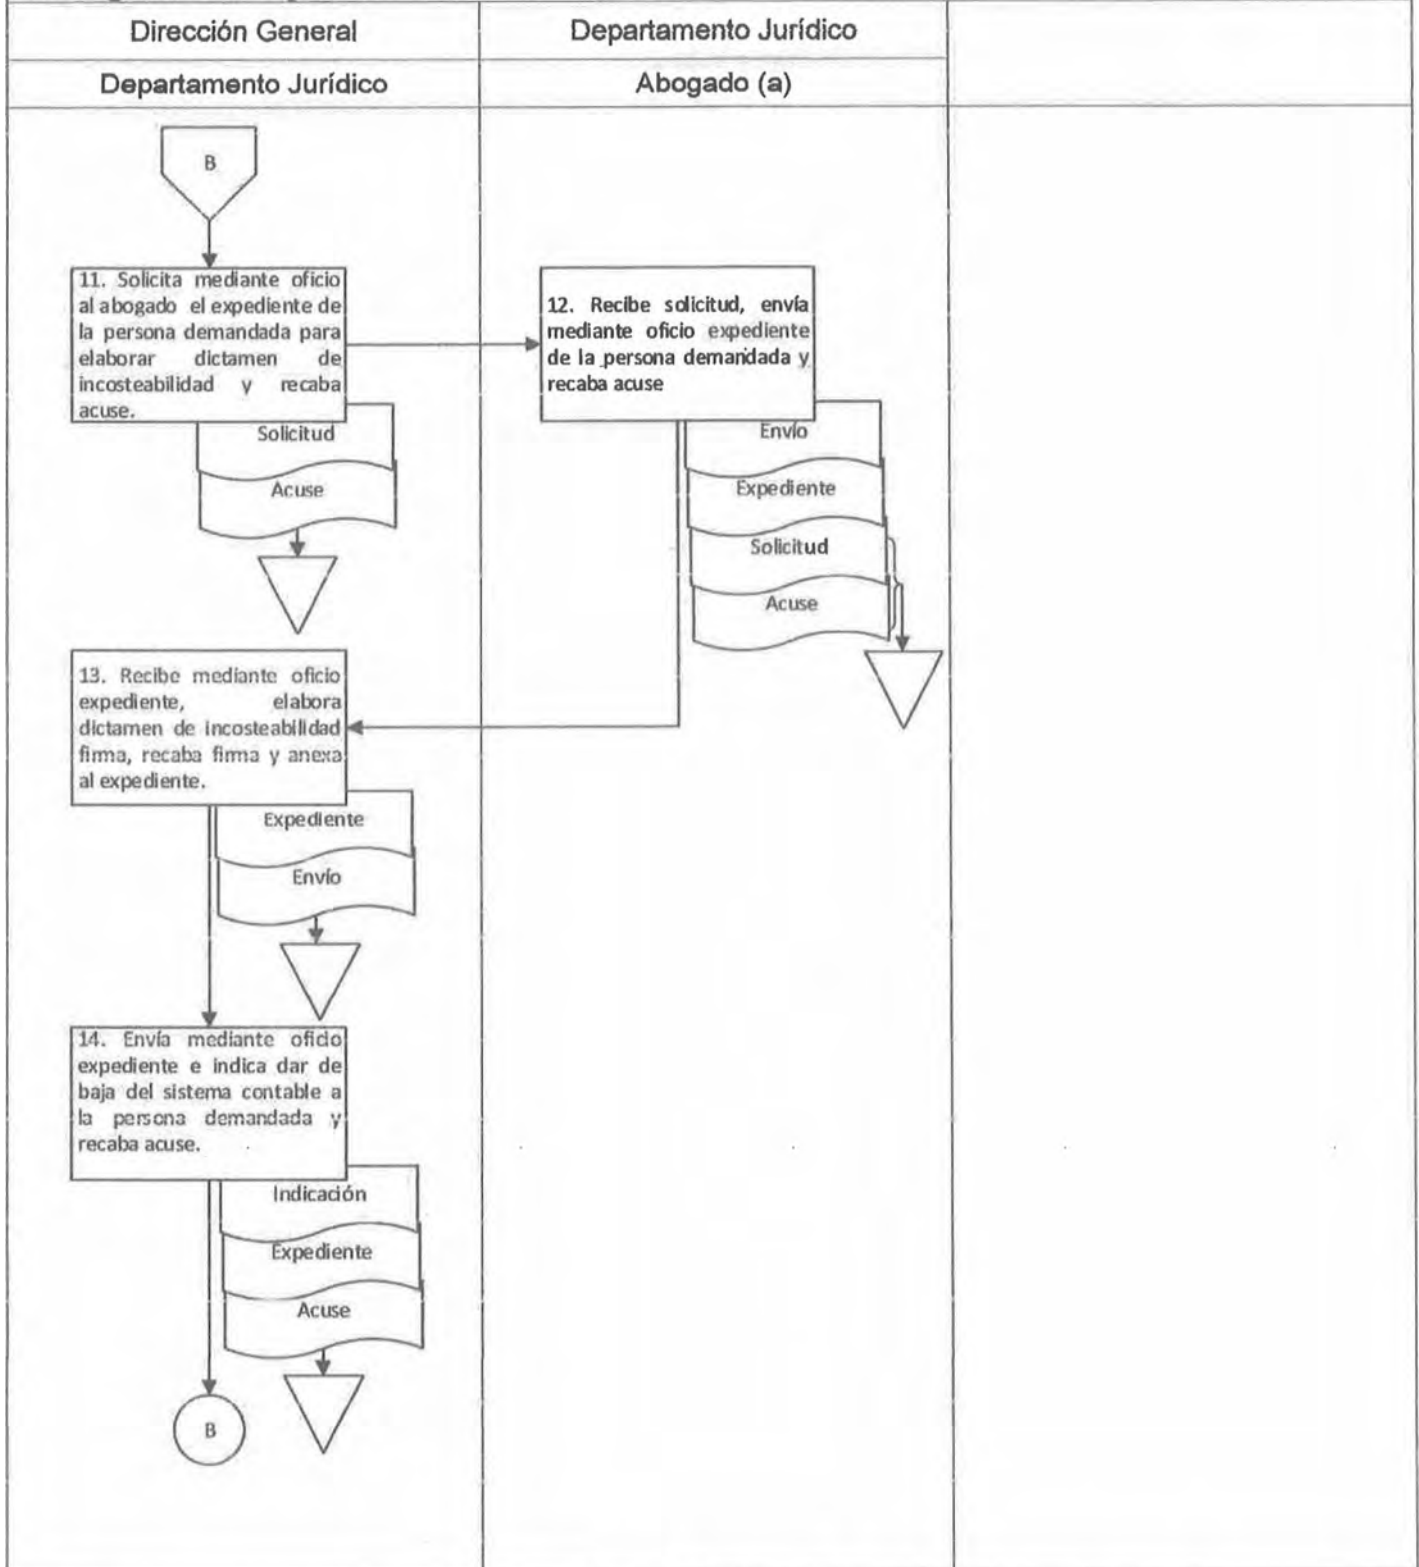 Dirección General
Departamento Jurídico
Departamento Jurídico
Abogado (a)
B
11. Solicita mediante oficio
al abogado el expediente de
la persona demandada para
elaborar dictamen de
incosteabilidad y recaba
acuse.
Solicitud
Acuse
12. Recibe solicitud, envía
mediante oficio expediente
de la persona demandada y
recaba acuse
Envío
Expediente
Solicitud
Acuse
13. Recibe mediante oficio
expediente, elabora
dictamen de incosteabilidad
firma, recaba firma y anexa
al expediente.
Expediente
Envío
14. Envía mediante oficio
expediente e indica dar de
baja del sistema contable a
la persona demandada y
recaba acuse.
Indicación
Expediente
Acuse
B